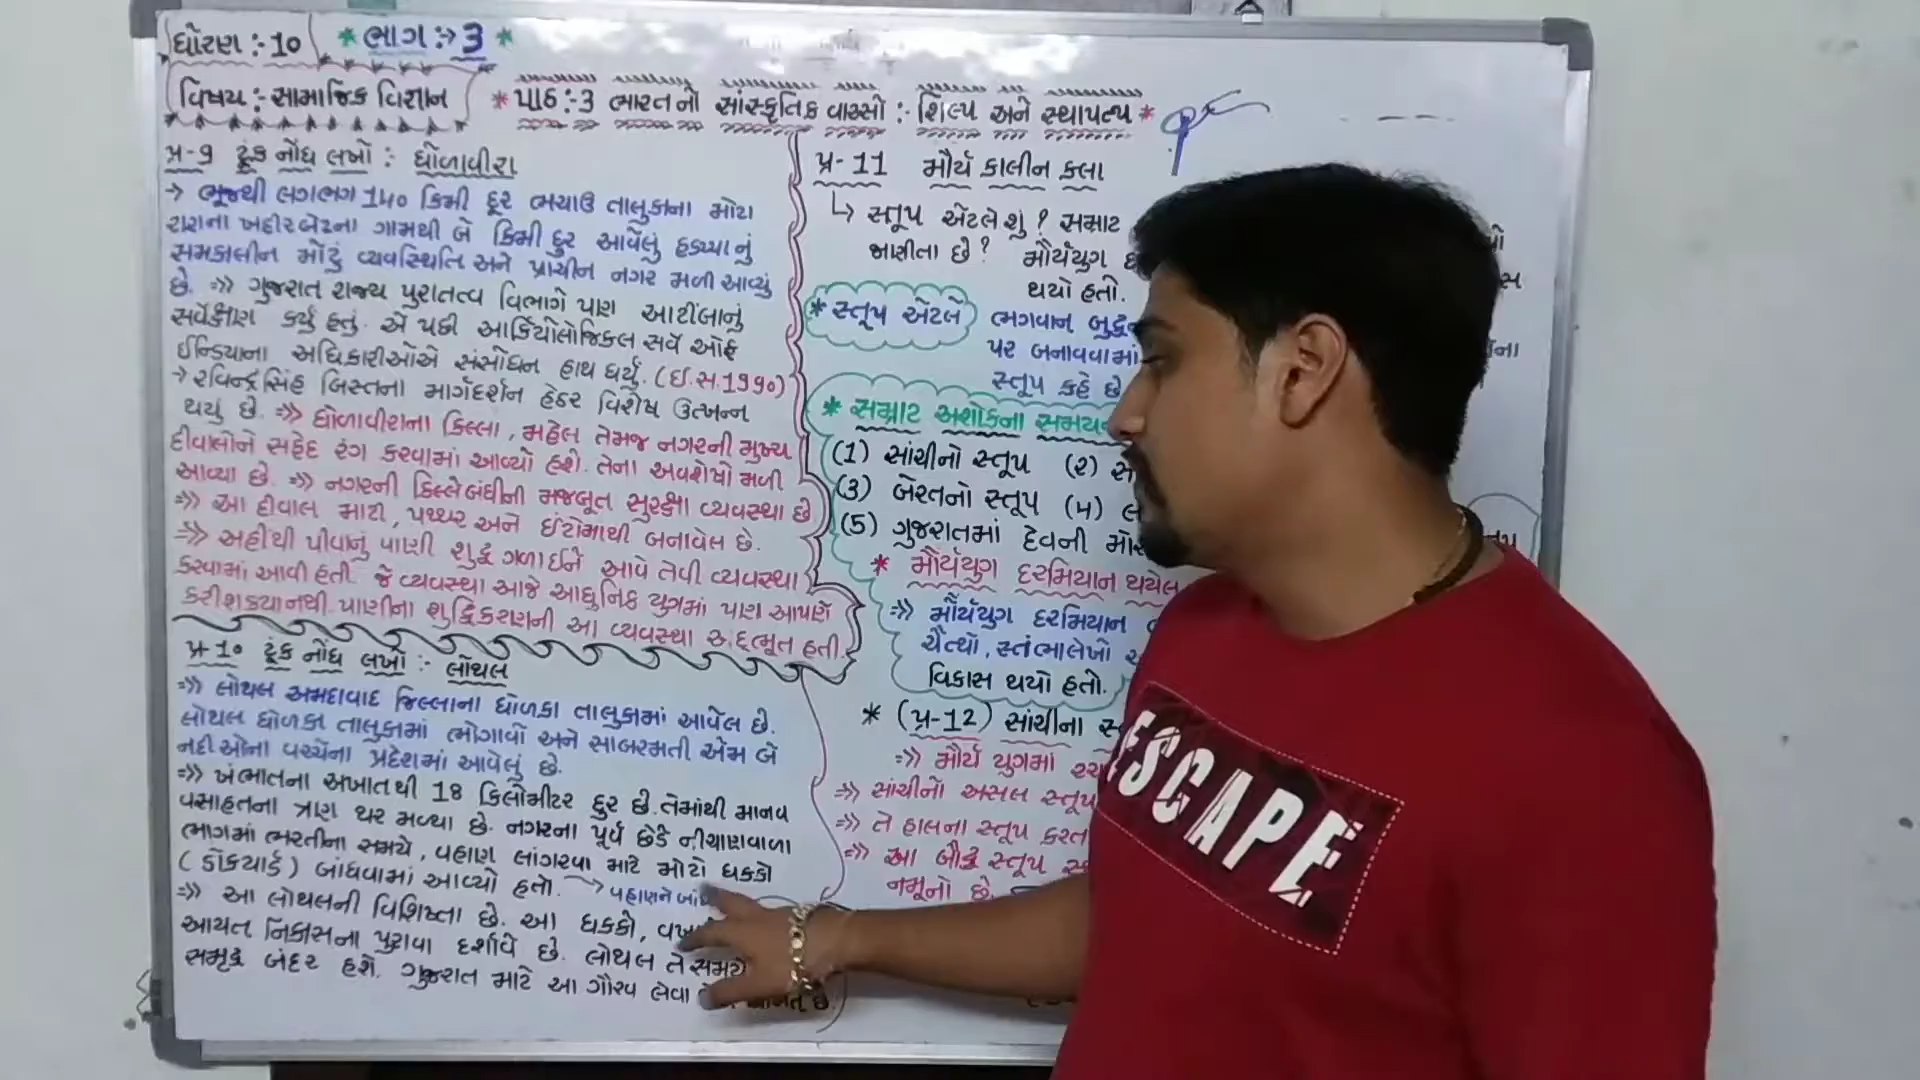 ધોરણ :- 10
* ભાગ :-> 3 *
વિષય :- સામાજિક વિજ્ઞાન
* પાઠ :-૩ ભારતનો સાંસ્કૃતિક વારસો :- શિલ્પ અને સ્થાપત્ય *
પ્ર-9 ટૂંક નોંધ લખો :- ધોળાવીરા
→ ભૂજથી લગભગ 140 કિમી દૂર ભચાઉ તાલુકાના મોટા
રણના ખદીરબેટના ગામથી બે કિમી દુર આવેલું હડપ્પાનું
સમકાલીન મોટું વ્યવસ્થિતિ અને પ્રાચીન નગર મળી આવ્યું
છે. => ગુજરાત રાજ્ય પુરાતત્વ વિભાગે પણ આટીંલાનું
સર્વેક્ષણ કર્યુ હતું. એ પછી આર્કિયોલોજિકલ સર્વે ઓફ
ઈન્ડિયાના અધિકારીઓએ સંસોધન હાથ ધર્યુ. (ઇ.સ.1990)
→ રવિન્દ્રસિંહ બિસ્તના માર્ગદર્શન હેઠર વિશેષ ઉત્ખન્ન
થયું છે. => ધોળાવીરાના કિલ્લા, મહેલ તેમજ નગરની મુખ્ય
દીવાલોને સફેદ રંગ કરવામાં આવ્યો હશે. તેના અવશેષો મળી
આવ્યા છે. => નગરની કિલ્લેબંધીની મજબૂત સુરક્ષા વ્યવસ્થા છે
=> આ દીવાલ માટી, પથ્થર અને ઈંટોમાથી બનાવેલ છે.
=> અહીથી પીવાનું પાણી શુદ્ધ ગળાઈને આવે તેવી વ્યવસ્થા
કરવામાં આવી હતી. જે વ્યવસ્થા આજે આધુનિક યુગમાં પણ આપણે
કરી શકયા નથી. પાણીના શુદ્ધિકરણની આ વ્યવસ્થા અદ્ભૂત હતી.
પ્ર-10 ટૂંક નોંધ લખો :- લોથલ
=> લોથલ અમદાવાદ જિલ્લાના ધોળકા તાલુકામાં આવેલ છે.
લોથલ ધોળકા તાલુકામાં ભોગાવો અને સાબરમતી એમ બે
નદીઓના વચ્ચેના પ્રદેશમાં આવેલું છે.
=> ખંભાતના અખાતથી 18 કિલોમીટર દુર છે. તેમાંથી માનવ
વસાહતના ત્રણ થર મળ્યા છે. નગરના પૂર્વ છેડે નીચાણવાળા
ભાગમાં ભરતીના સમયે, વહાણ લાંગરવા માટે મોટો ધક્કો
(ડોકયાર્ડ) બાંધવામાં આવ્યો હતો. → વહાણને
=> આ લોથલની વિશિષ્તા છે. આ ધક્કો,
આયત નિકાસના પુરાવા દર્શાવે છે. લોથલ તે સમયે
સમૃદ્ધ બંદર હશે. ગુજરાત માટે આ ગૌરવ લેવા છે.
પ્ર-11 મૌર્ય કાલીન કલા
↳ સ્તૂપ એટલે શું? સમ્રાટ
જાણીતા છે? મૌર્યયુગ
થયો હતો.
* સ્તૂપ એટલે ભગવાન
પર બનાવવામાં
સ્તૂપ કહે છે
* સમ્રાટ અશોકના
(1) સાંચીનો સ્તૂપ (૨)
(૩) બેરતનો સ્તૂપ (૪)
(5) ગુજરાતમાં દેવની
* મૌર્યયુગ દરમિયાન થયેલ
=> મૌર્યયુગ દરમિયાન
ચૈત્યો, સ્તંભાલેખો
વિકાસ થયો હતો.
* (પ્ર-12) સાંચીના
=> મૌર્ય યુગમાં
=> સાંચીનો અસલ સ્તૂપ
=> તે હાલના સ્તૂપ કરતા
=> આ બૌદ્ધ સ્તૂપ
નમૂનો છે.
ESCAPE